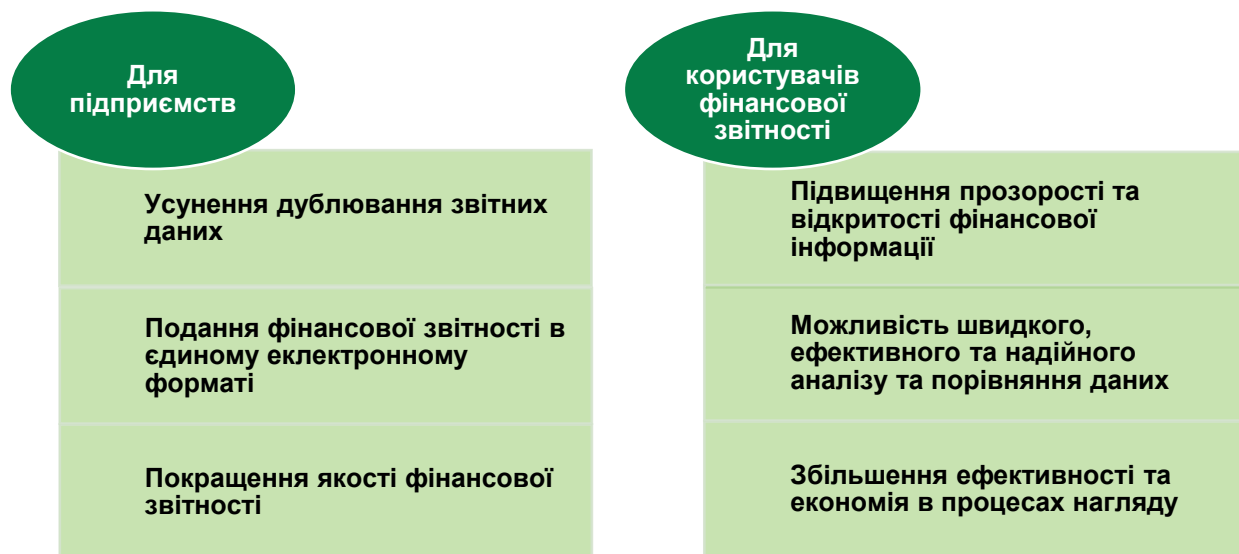 Для
підприємств
Усунення дублювання звітних
даних
Подання фінансової звітності в
єдиному еклектронному
форматі
Покращення якості фінансової
звітності
Для
користувачів
фінансової
звітності
Підвищення прозорості та
відкритості фінансової
інформації
Можливість швидкого,
ефективного та надійного
аналізу та порівняння даних
Збільшення ефективності та
економія в процесах нагляду